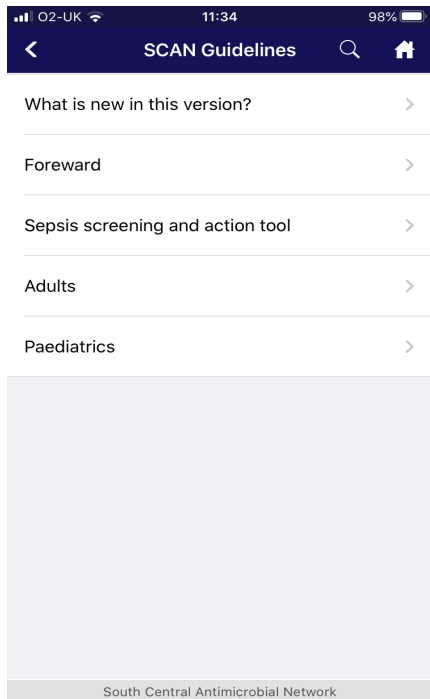 O2-UK 11:34 98%
SCAN Guidelines
What is new in this version?
Foreward
Sepsis screening and action tool
Adults
Paediatrics
South Central Antimicrobial Network